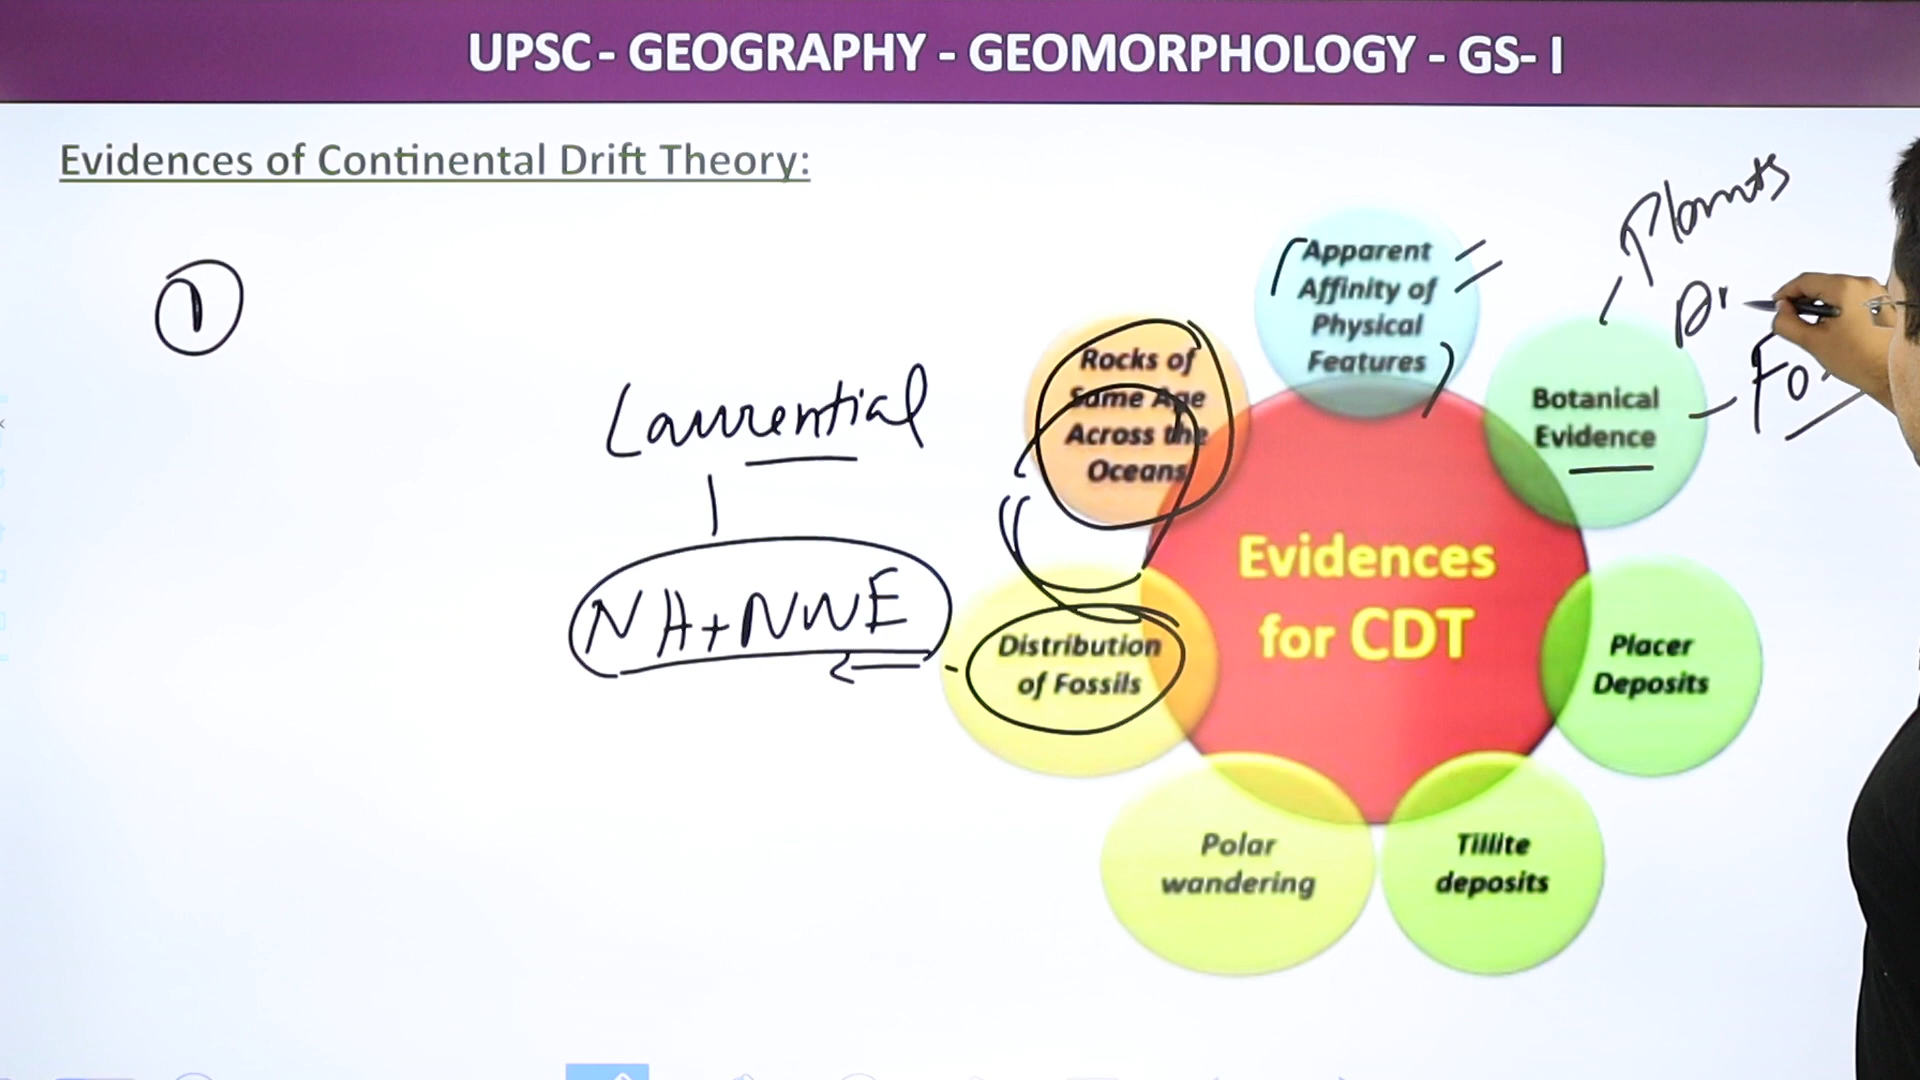 UPSC - GEOGRAPHY - GEOMORPHOLOGY - GS- I
Evidences of Continental Drift Theory:
1
Laurential
NH+NWE
Apparent
Affinity of
Physical
Features
Rocks of
Same Age
Across the
Oceans
Plants
Botanical
Evidence
Evidences
for CDT
Distribution
of Fossils
Placer
Deposits
Polar
wandering
Tillite
deposits